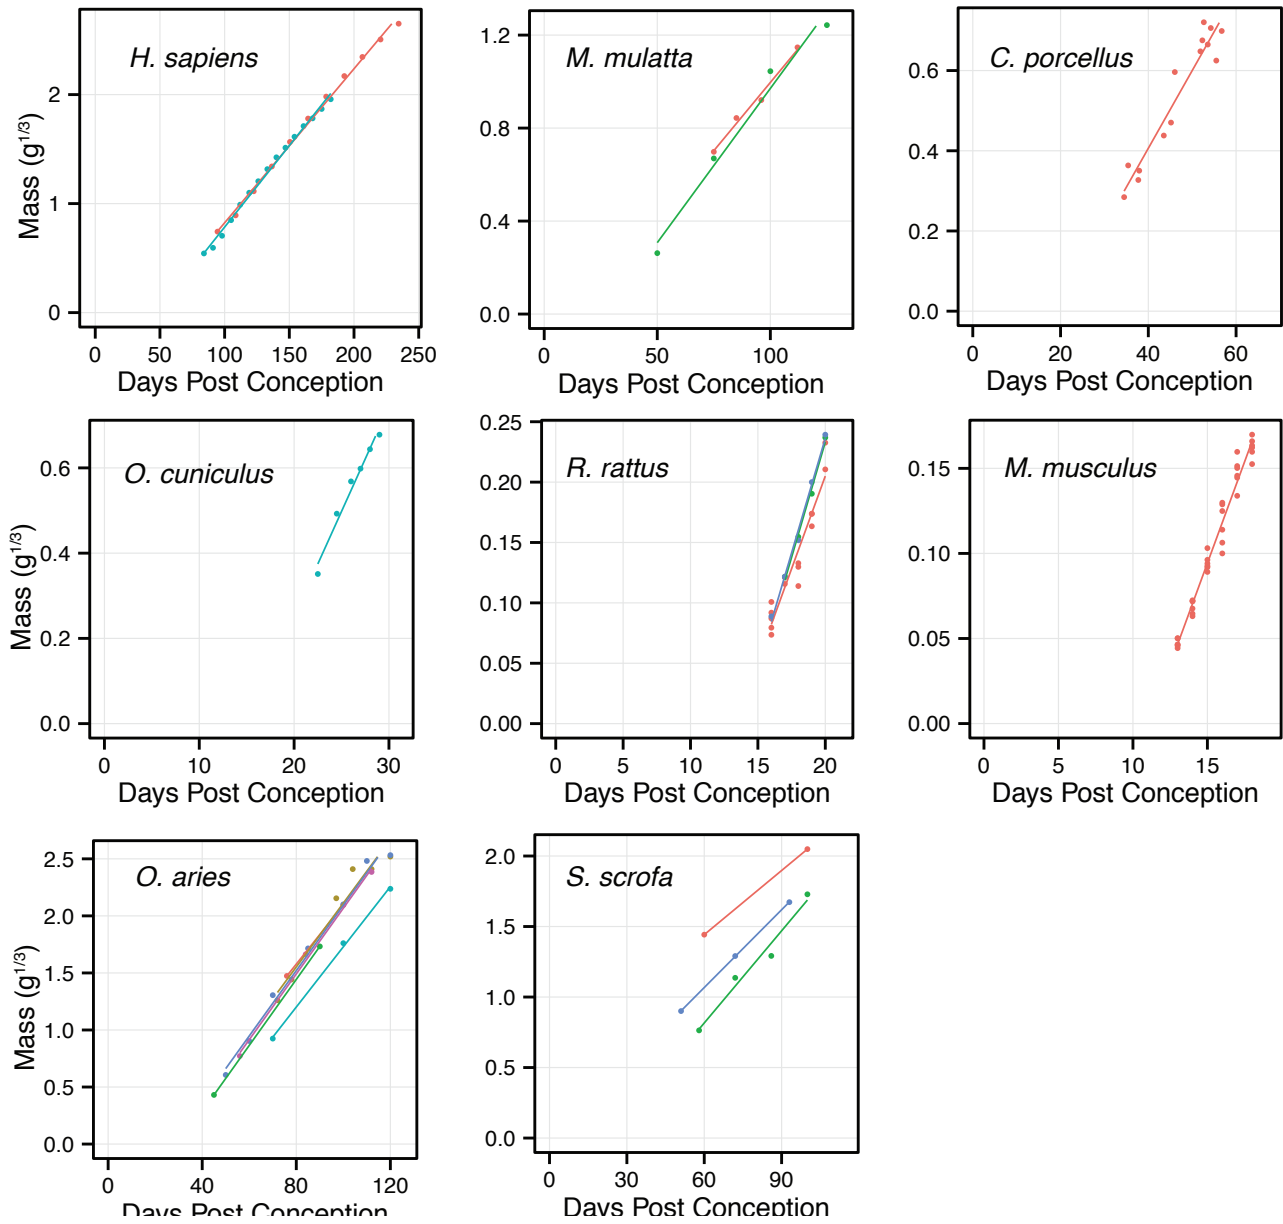 H. sapiens
M. mulatta
C. porcellus
Mass (g1/3)
2
1
0
1.2
0.8
0.4
0.0
0.6
0.4
0.2
0.0
0 50 100 150 200 250
0 50 100
0 20 40 60
Days Post Conception
Days Post Conception
Days Post Conception
O. cuniculus
R. rattus
M. musculus
Mass (g1/3)
0.6
0.4
0.2
0.0
0.25
0.20
0.15
0.10
0.05
0.00
0.15
0.10
0.05
0.00
0 10 20 30
0 5 10 15 20
0 5 10 15
Days Post Conception
Days Post Conception
Days Post Conception
O. aries
S. scrofa
Mass (g1/3)
2.5
2.0
1.5
1.0
0.5
0.0
2.0
1.5
1.0
0.5
0.0
0 40 80 120
0 30 60 90
Days Post Conception
Days Post Conception